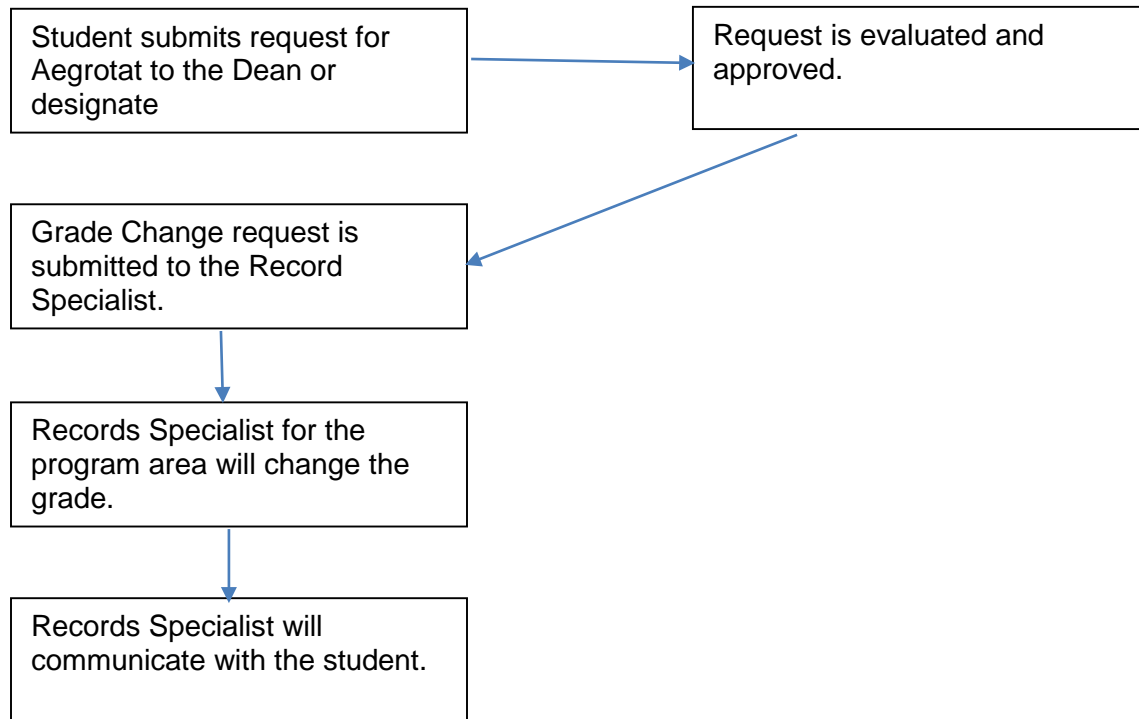 Student submits request for
Aegrotat to the Dean or
designate
Request is evaluated and
approved.
Grade Change request is
submitted to the Record
Specialist.
Records Specialist for the
program area will change the
grade.
Records Specialist will
communicate with the student.